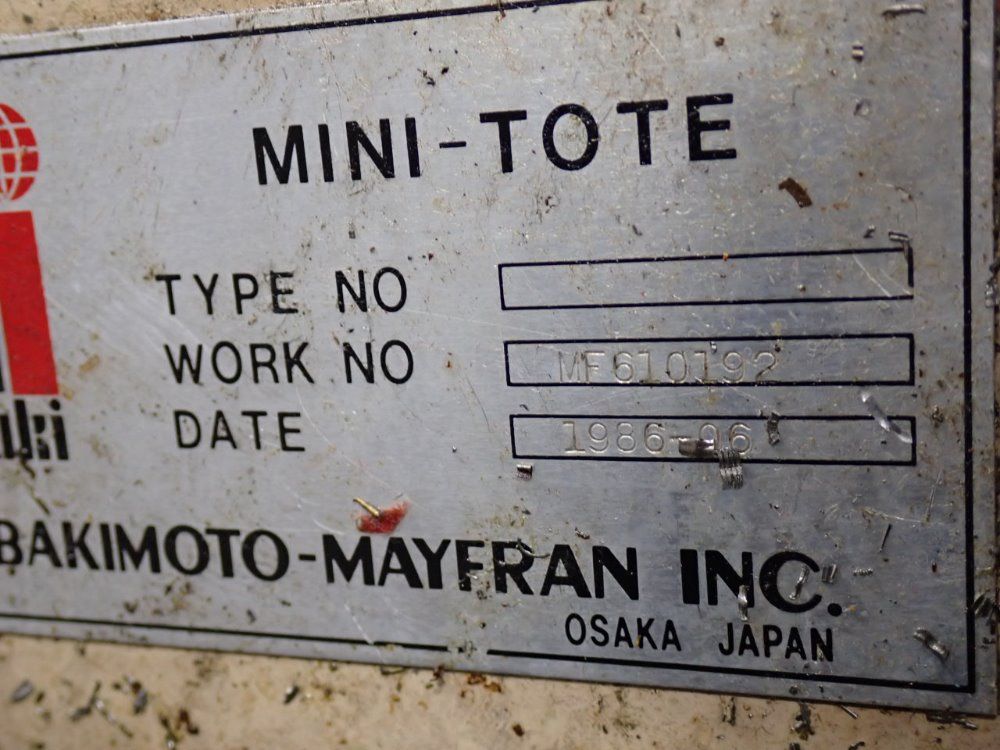 MINI-TOTE
TYPE NO
WORK NO MF610192
DATE 1986-06
BAKIMOTO-MAYFRAN INC.
OSAKA JAPAN